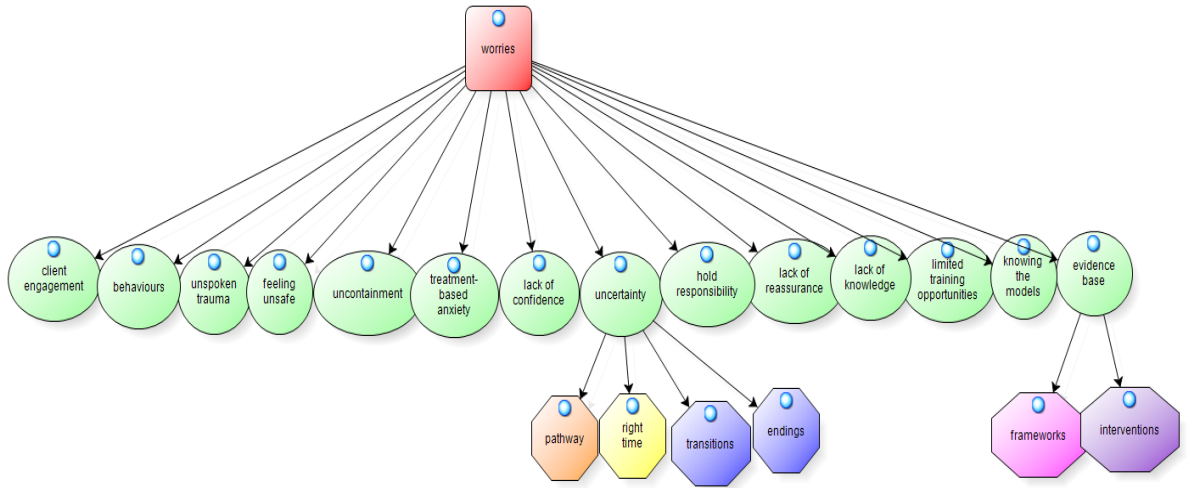 worries
client
engagement
behaviours
unspoken
trauma
feeling
unsafe
uncontainment
treatment-
based
anxiety
lack of
confidence
uncertainty
hold
responsibility
lack of
reassurance
lack of
knowledge
limited
training
opportunities
knowing
the
models
evidence
base
pathway
right
time
transitions
endings
frameworks
interventions